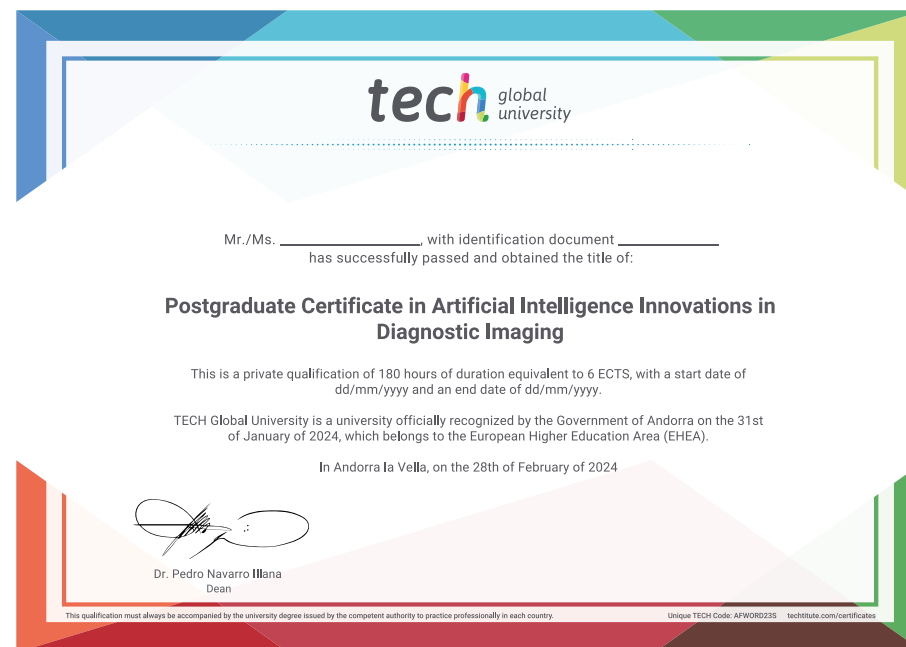 tech global
university
Mr./Ms. ____________, with identification document ____________
has successfully passed and obtained the title of:
Postgraduate Certificate in Artificial Intelligence Innovations in
Diagnostic Imaging
This is a private qualification of 180 hours of duration equivalent to 6 ECTS, with a start date of
dd/mm/yyyy and an end date of dd/mm/yyyy.
TECH Global University is a university officially recognized by the Government of Andorra on the 31st
of January of 2024, which belongs to the European Higher Education Area (EHEA).
In Andorra la Vella, on the 28th of February of 2024
Dr. Pedro Navarro Illana
Dean
This qualification must always be accompanied by the university degree issued by the competent authority to practice professionally in each country.
Unique TECH Code: AFWORD23S techtitute.com/certificates